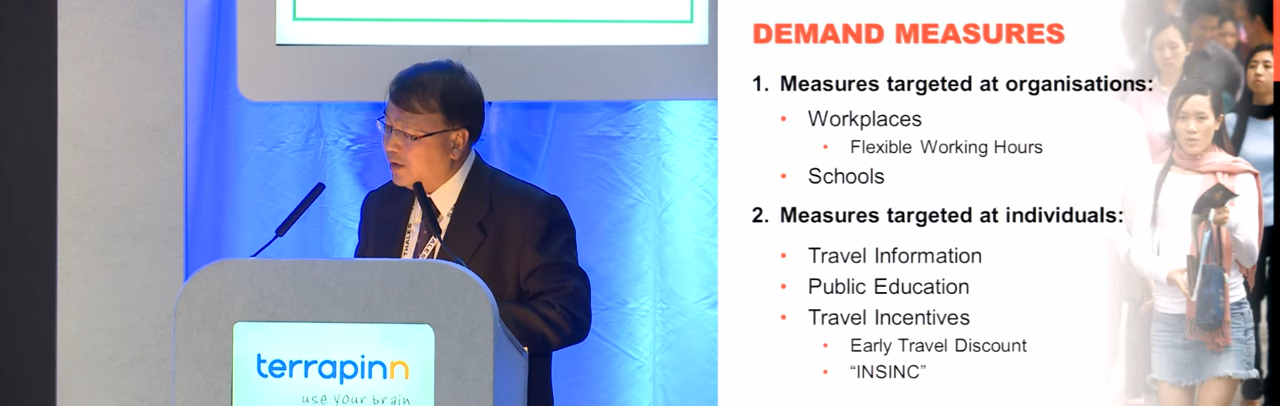 THALES
terrapinn
use your brain
DEMAND MEASURES
1. Measures targeted at organisations:
• Workplaces
• Flexible Working Hours
• Schools
2. Measures targeted at individuals:
• Travel Information
• Public Education
• Travel Incentives
• Early Travel Discount
• “INSINC”